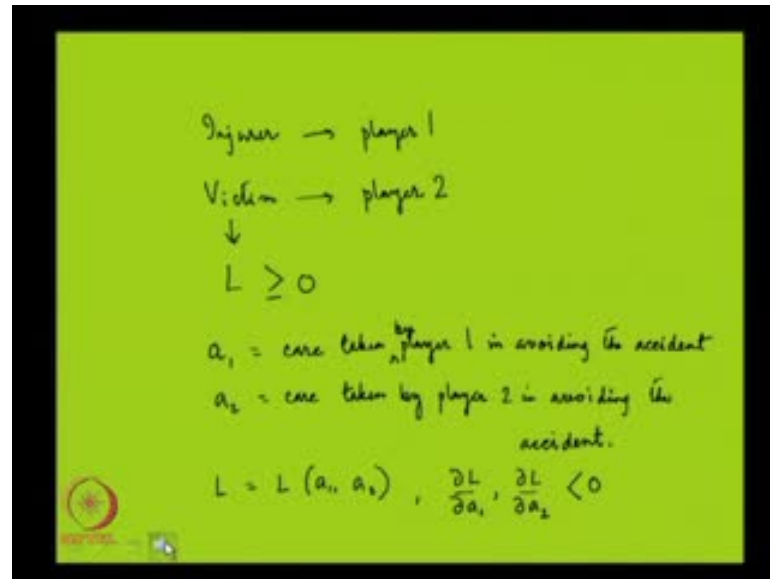 Injurer → player 1
Victim → player 2
↓
L ≥ 0
a₁ = care taken by player 1 in avoiding the accident
a₂ = care taken by player 2 in avoiding the
accident.
L = L (a₁, a₂) , ∂L/∂a₁, ∂L/∂a₂ < 0
NPTEL